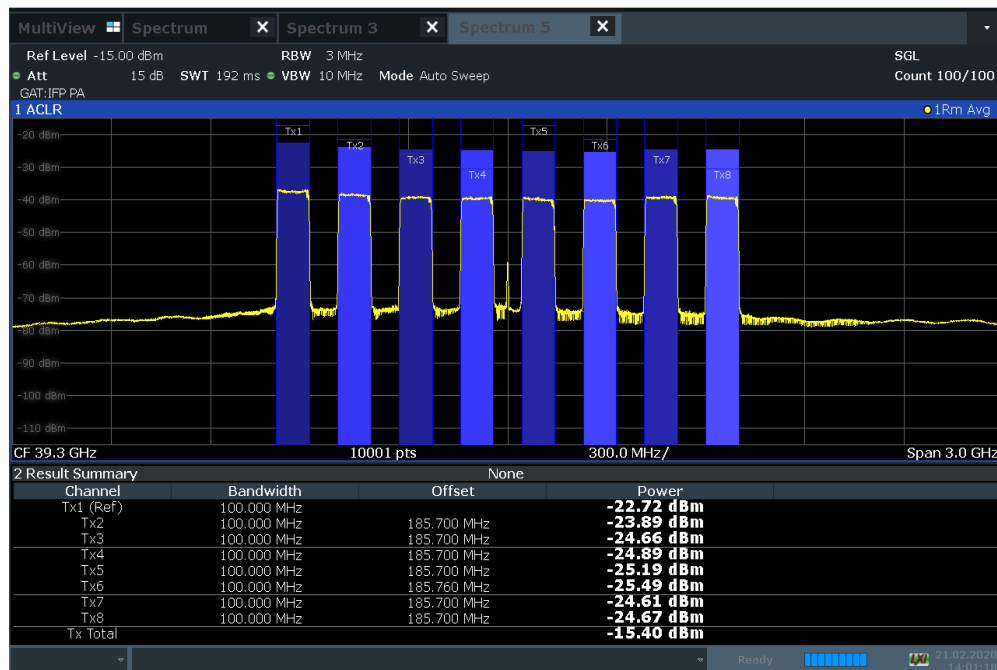 MultiView Spectrum X Spectrum 3 X Spectrum 5 X
Ref Level -15.00 dBm RBW 3 MHz SGL
Att 15 dB SWT 192 ms VBW 10 MHz Mode Auto Sweep Count 100/100
GAT:IFP PA
1 ACLR 1Rm Avg
-20 dBm
Tx1 Tx5
Tx2 Tx6
Tx3 Tx7
-30 dBm
Tx4 Tx8
-40 dBm
-50 dBm
-60 dBm
-70 dBm
-80 dBm
-90 dBm
-100 dBm
-110 dBm
CF 39.3 GHz 10001 pts 300.0 MHz/ Span 3.0 GHz
2 Result Summary None
Channel Bandwidth Offset Power
Tx1 (Ref) 100.000 MHz -22.72 dBm
Tx2 100.000 MHz 185.700 MHz -23.89 dBm
Tx3 100.000 MHz 185.700 MHz -24.66 dBm
Tx4 100.000 MHz 185.700 MHz -24.89 dBm
Tx5 100.000 MHz 185.700 MHz -25.19 dBm
Tx6 100.000 MHz 185.760 MHz -25.49 dBm
Tx7 100.000 MHz 185.700 MHz -24.61 dBm
Tx8 100.000 MHz 185.700 MHz -24.67 dBm
Tx Total -15.40 dBm
Ready LXI 21.02.2020
14:01:10